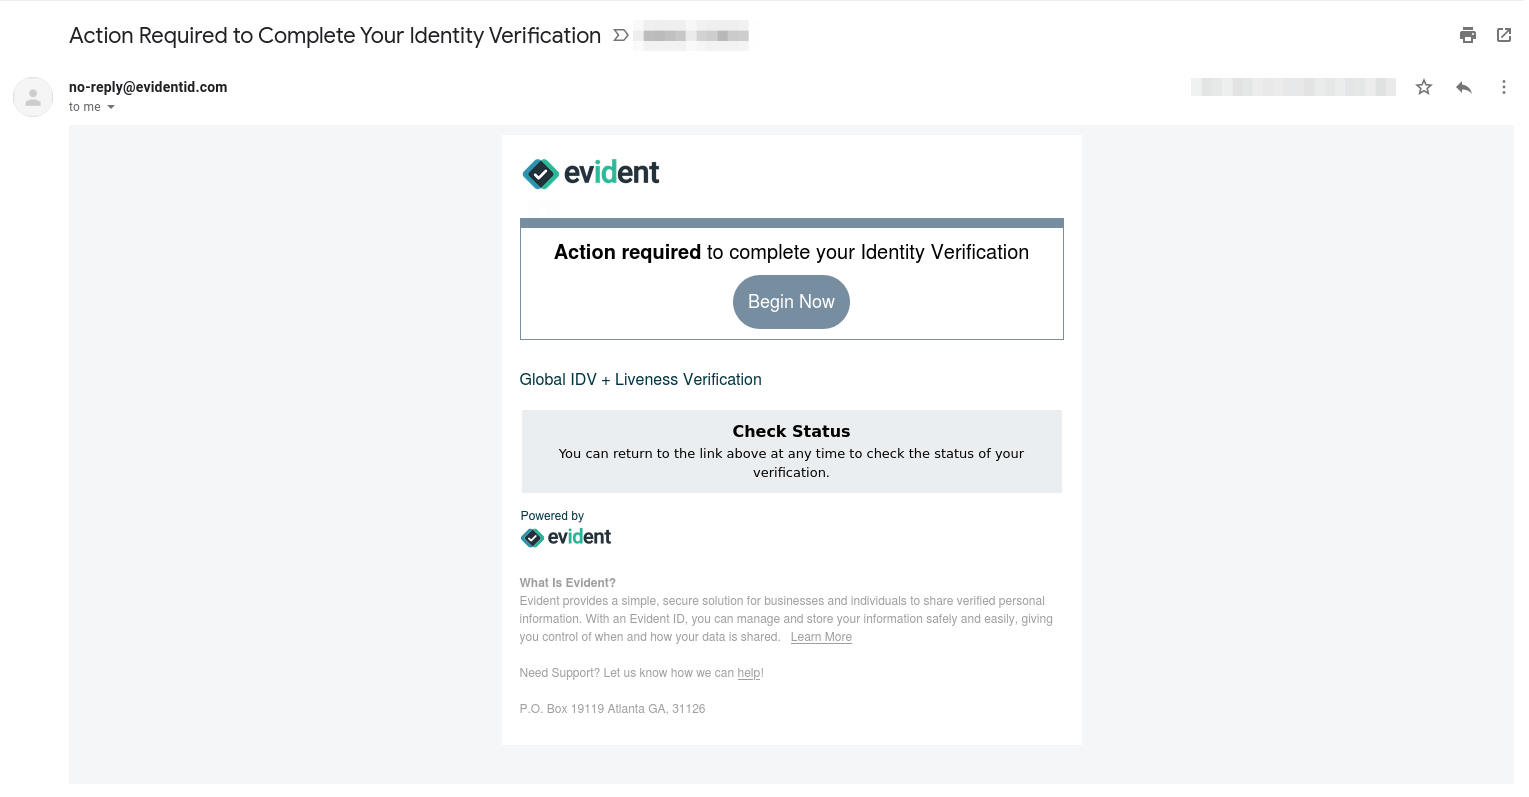 Action Required to Complete Your Identity Verification
no-reply@evidentid.com
to me
evident
Action required to complete your Identity Verification
Begin Now
Global IDV + Liveness Verification
Check Status
You can return to the link above at any time to check the status of your
verification.
Powered by
evident
What Is Evident?
Evident provides a simple, secure solution for businesses and individuals to share verified personal
information. With an Evident ID, you can manage and store your information safely and easily, giving
you control of when and how your data is shared. Learn More
Need Support? Let us know how we can help!
P.O. Box 19119 Atlanta GA, 31126